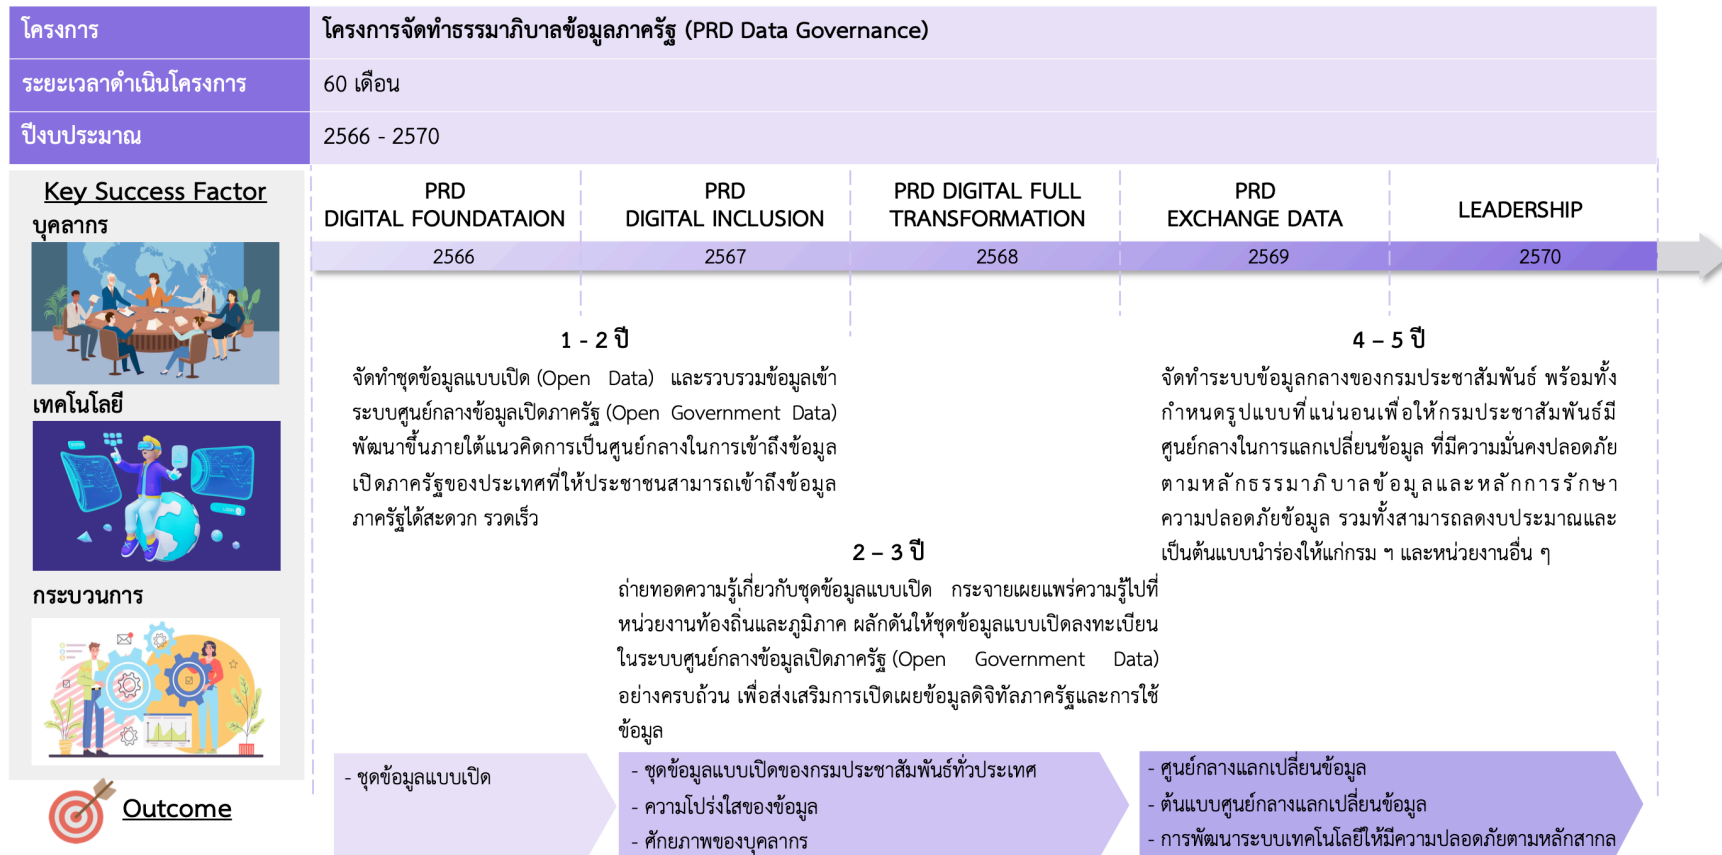 โครงการ
โครงการจัดทำธรรมาภิบาลข้อมูลภาครัฐ (PRD Data Governance)
ระยะเวลาดำเนินโครงการ
60 เดือน
ปีงบประมาณ
2566 - 2570
Key Success Factor
บุคลากร
เทคโนโลยี
กระบวนการ
PRD
DIGITAL FOUNDATAION
PRD
DIGITAL INCLUSION
PRD DIGITAL FULL
TRANSFORMATION
PRD
EXCHANGE DATA
LEADERSHIP
2566
2567
2568
2569
2570
1 - 2 ปี
จัดทำชุดข้อมูลแบบเปิด (Open Data) และรวบรวมข้อมูลเข้า
ระบบศูนย์กลางข้อมูลเปิดภาครัฐ (Open Government Data)
พัฒนาขึ้นภายใต้แนวคิดการเป็นศูนย์กลางในการเข้าถึงข้อมูล
เปิดภาครัฐของประเทศที่ให้ประชาชนสามารถเข้าถึงข้อมูล
ภาครัฐได้สะดวก รวดเร็ว
2 – 3 ปี
ถ่ายทอดความรู้เกี่ยวกับชุดข้อมูลแบบเปิด กระจายเผยแพร่ความรู้ไปที่
หน่วยงานท้องถิ่นและภูมิภาค ผลักดันให้ชุดข้อมูลแบบเปิดลงทะเบียน
ในระบบศูนย์กลางข้อมูลเปิดภาครัฐ (Open Government Data)
อย่างครบถ้วน เพื่อส่งเสริมการเปิดเผยข้อมูลดิจิทัลภาครัฐและการใช้
ข้อมูล
4 – 5 ปี
จัดทำระบบข้อมูลกลางของกรมประชาสัมพันธ์ พร้อมทั้ง
กำหนดรูปแบบที่แน่นอนเพื่อให้กรมประชาสัมพันธ์มี
ศูนย์กลางในการแลกเปลี่ยนข้อมูล ที่มีความมั่นคงปลอดภัย
ตามหลักธรรมาภิบาลข้อมูลและหลักการรักษา
ความปลอดภัยข้อมูล รวมทั้งสามารถลดงบประมาณและ
เป็นต้นแบบนำร่องให้แก่กรม ฯ และหน่วยงานอื่น ๆ
Outcome
- ชุดข้อมูลแบบเปิด
- ชุดข้อมูลแบบเปิดของกรมประชาสัมพันธ์ทั่วประเทศ
- ความโปร่งใสของข้อมูล
- ศักยภาพของบุคลากร
- ศูนย์กลางแลกเปลี่ยนข้อมูล
- ต้นแบบศูนย์กลางแลกเปลี่ยนข้อมูล
- การพัฒนาระบบเทคโนโลยีให้มีความปลอดภัยตามหลักสากล